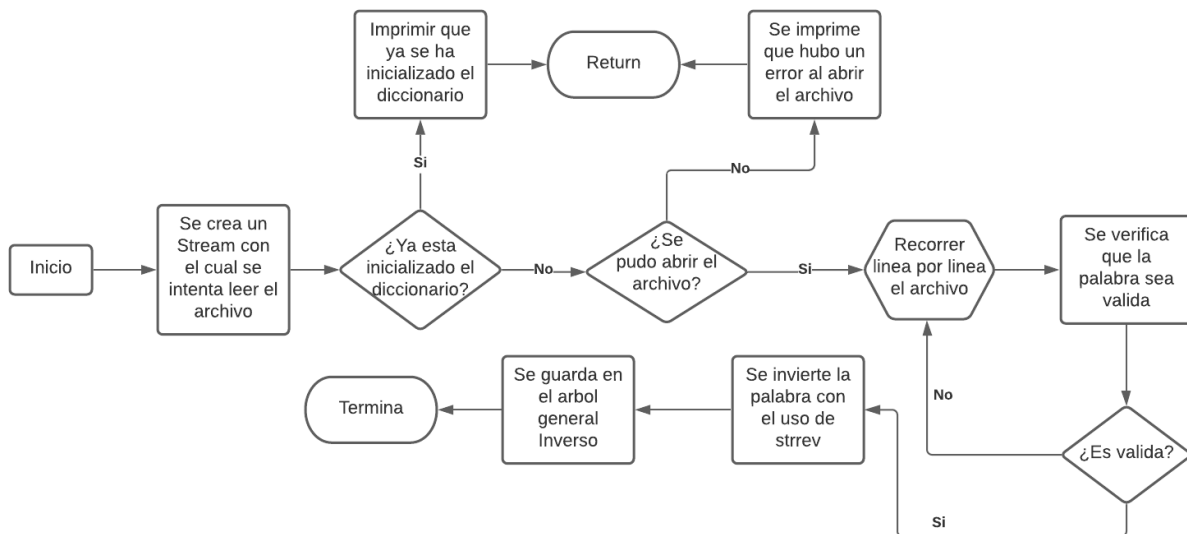 Imprimir que
ya se ha
inicializado el
diccionario
Return
Se imprime
que hubo un
error al abrir
el archivo
Si
No
Inicio
Se crea un
Stream con
el cual se
intenta leer el
archivo
¿Ya esta
inicializado el
diccionario?
No
¿Se
pudo abrir el
archivo?
Si
Recorrer
linea por linea
el archivo
Se verifica
que la
palabra sea
valida
No
¿Es valida?
Si
Se invierte la
palabra con
el uso de
strrev
Se guarda en
el arbol
general
Inverso
Termina